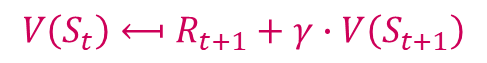 V(S_t) ↤ R_{t+1} + γ · V(S_{t+1})